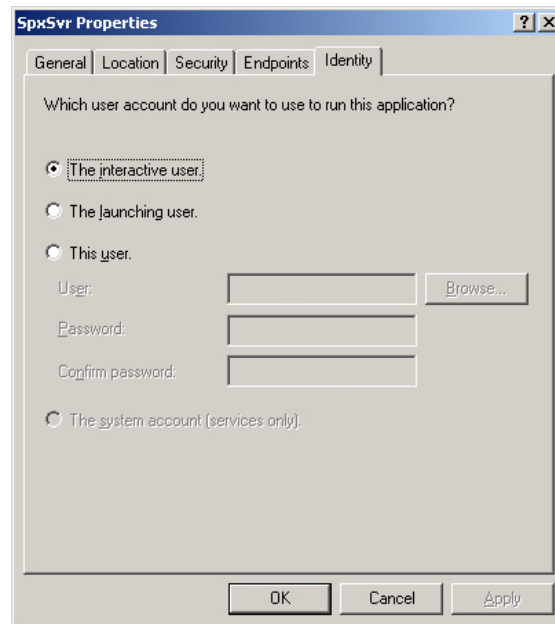 SpxSvr Properties
General Location Security Endpoints Identity
Which user account do you want to use to run this application?
The interactive user.
The launching user.
This user.
User:
Browse...
Password:
Confirm password:
The system account (services only).
OK Cancel Apply